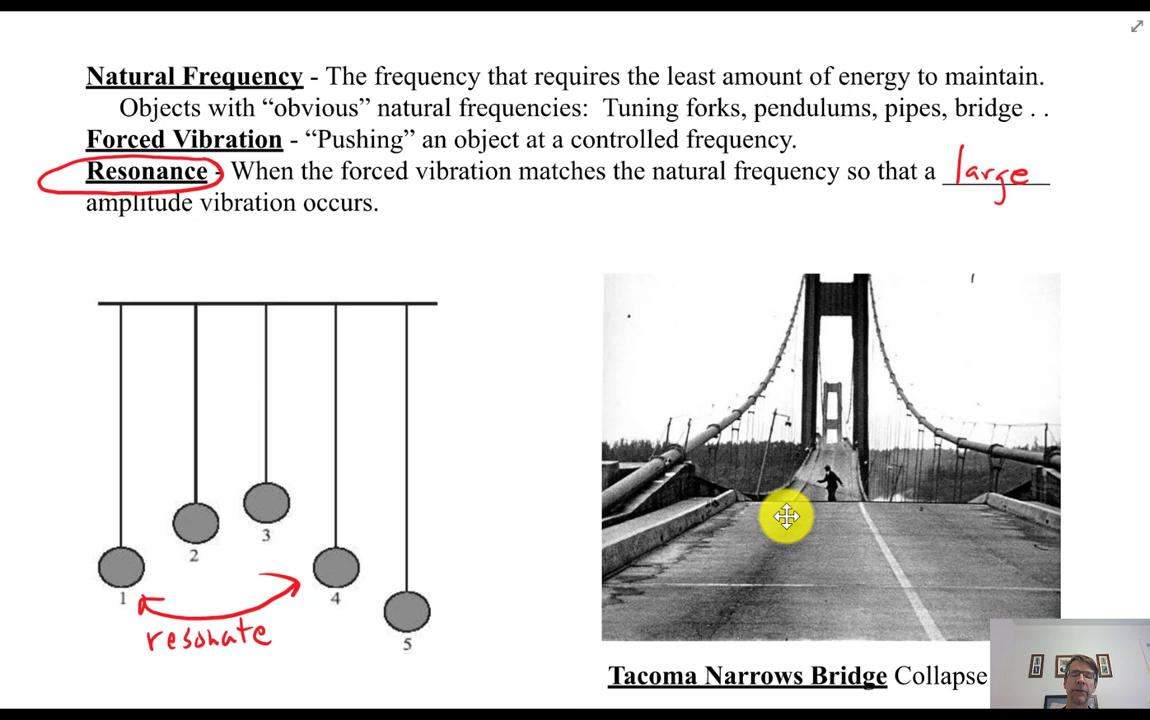 Natural Frequency - The frequency that requires the least amount of energy to maintain.
Objects with “obvious” natural frequencies: Tuning forks, pendulums, pipes, bridge . .
Forced Vibration - “Pushing” an object at a controlled frequency.
Resonance - When the forced vibration matches the natural frequency so that a large
amplitude vibration occurs.
3
2
1
4
resonate
5
Tacoma Narrows Bridge Collapse